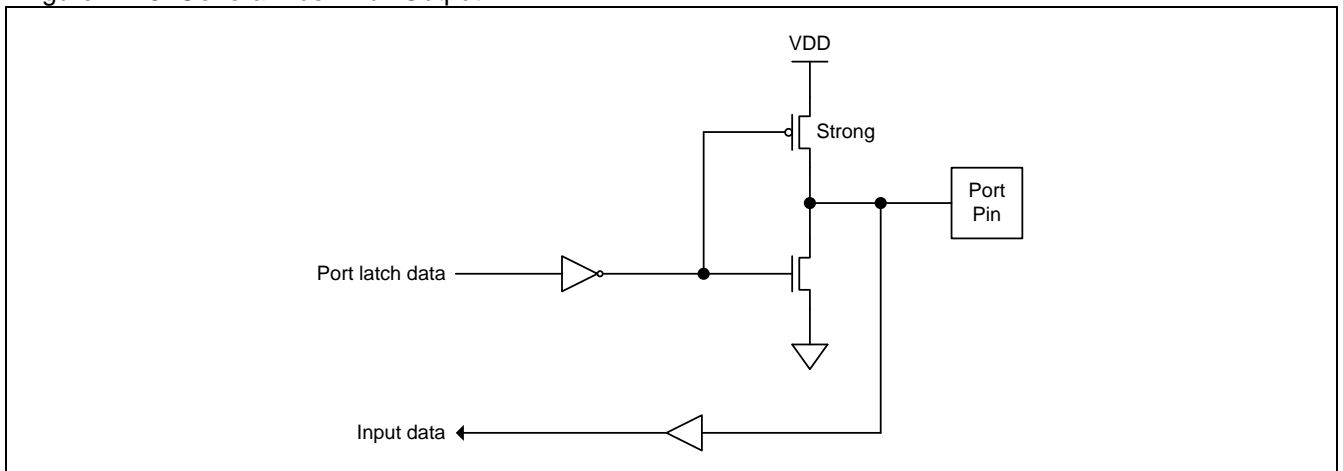 VDD
Strong
Port
Pin
Port latch data
Input data